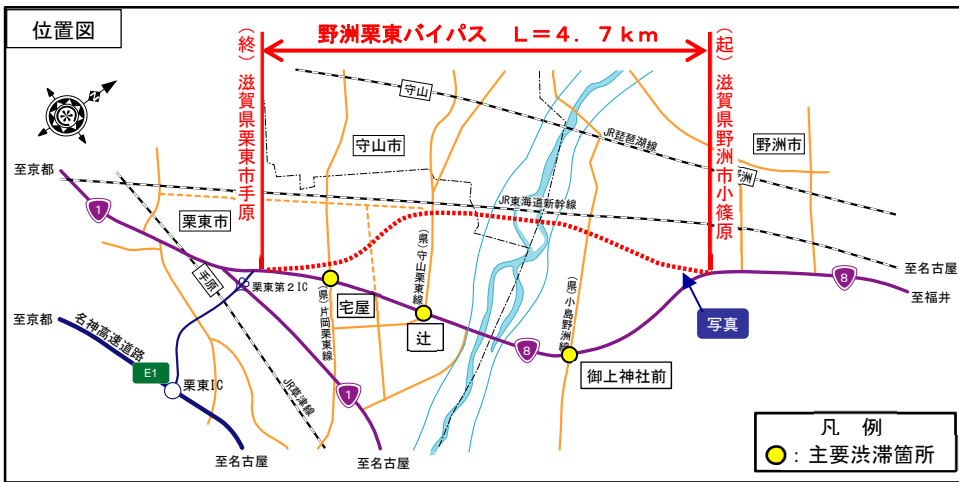 位置図
野洲栗東バイパス L=4.7km
(終)滋賀県栗東市手原
(起)滋賀県野洲市小篠原
Z
守山
JR琵琶湖線
守山市
野洲市
野洲
至京都
1
JR東海道新幹線
栗東市
手原
栗東第2IC
(県)片岡栗東線
宅屋
(県)守山栗東線
辻
8
(県)小島野洲線
御上神社前
写真
8
至名古屋
至福井
至京都
名神高速道路
E1
栗東IC
JR草津線
1
至名古屋
至名古屋
凡 例
:主要渋滞箇所